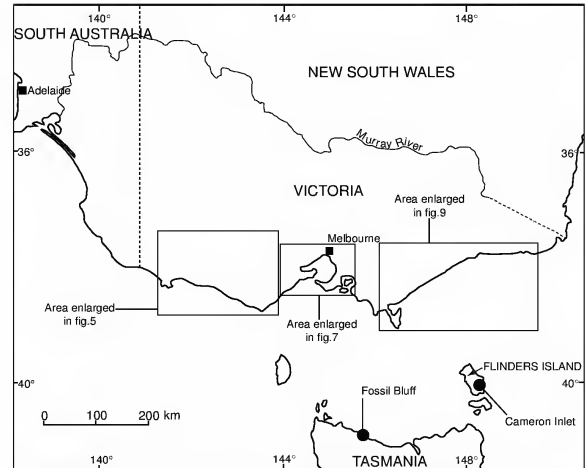 140°
144°
148°
SOUTH AUSTRALIA
NEW SOUTH WALES
Adelaide
Murray River
36°
36°
VICTORIA
Area enlarged
in fig.9
Melbourne
Area enlarged
in fig.5
Area enlarged
in fig.7
FLINDERS ISLAND
40°
40°
Fossil Bluff
Cameron Inlet
0 100 200 km
TASMANIA
140°
144°
148°